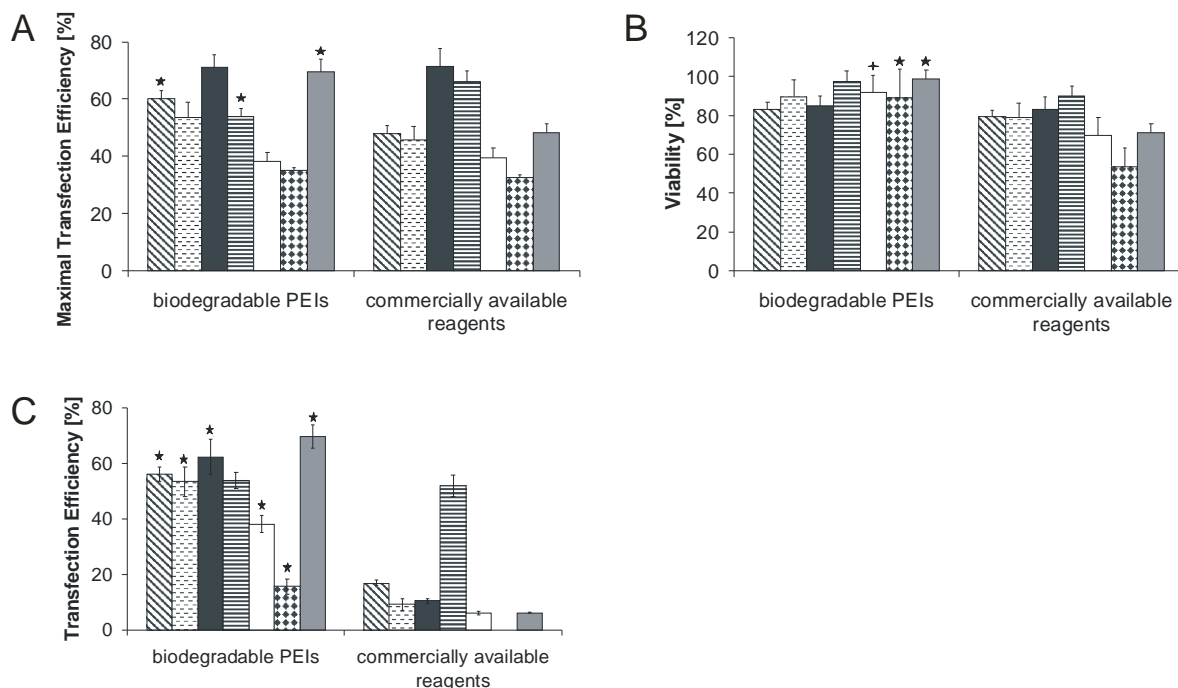 A
Maximal Transfection Efficiency [%]
80
60
40
20
0
biodegradable PEIs
commercially available
reagents
B
Viability [%]
120
100
80
60
40
20
0
biodegradable PEIs
commercially available
reagents
C
Transfection Efficiency [%]
80
60
40
20
0
biodegradable PEIs
commercially available
reagents